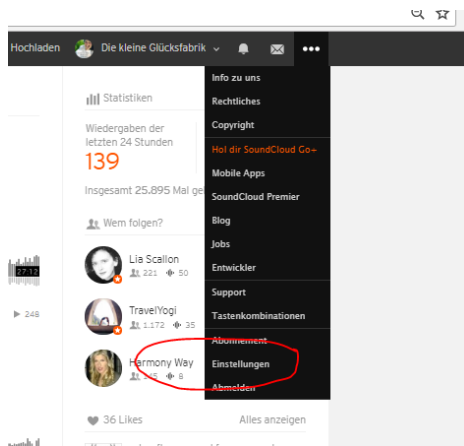 Hochladen Die kleine Glücksfabrik
Statistiken
Wiedergaben der
letzten 24 Stunden
139
Insgesamt 25.895 Mal
Wem folgen?
27:12
248
Lia Scallon
221 50
TravelYogi
1.172 35
Harmony Way
345 8
36 Likes Alles anzeigen
Info zu uns
Rechtliches
Copyright
Hol dir SoundCloud Go+
Mobile Apps
SoundCloud Premier
Blog
Jobs
Entwickler
Support
Tastenkombinationen
Abonnement
Einstellungen
Abmelden